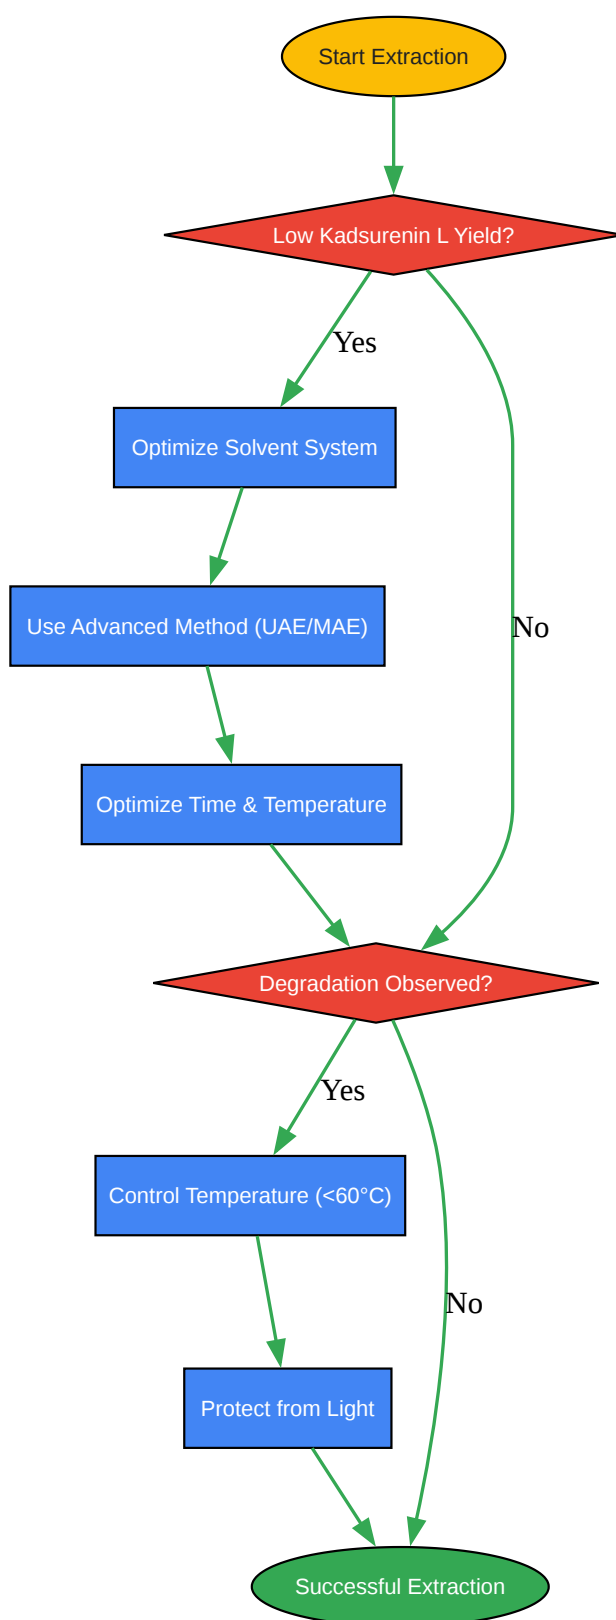 Start Extraction
Low Kadsurenin L Yield?
Yes
Optimize Solvent System
Use Advanced Method (UAE/MAE)
No
Optimize Time & Temperature
Degradation Observed?
Yes
Control Temperature (<60°C)
No
Protect from Light
Successful Extraction